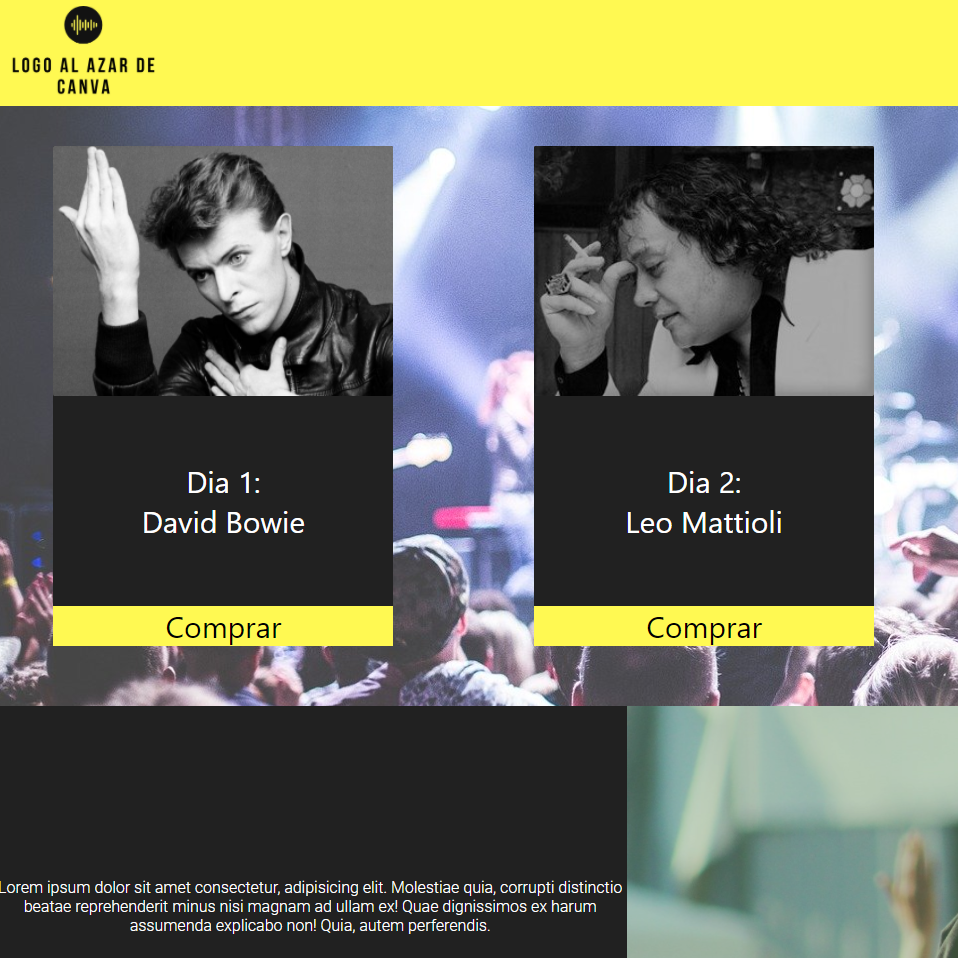 LOGO AL AZAR DE
CANVA
Dia 1:
David Bowie
Comprar
Dia 2:
Leo Mattioli
Comprar
Lorem ipsum dolor sit amet consectetur, adipisicing elit. Molestiae quia, corrupti distinctio
beatae reprehenderit minus nisi magnam ad ullam ex! Quae dignissimos ex harum
assumenda explicabo non! Quia, autem perferendis.